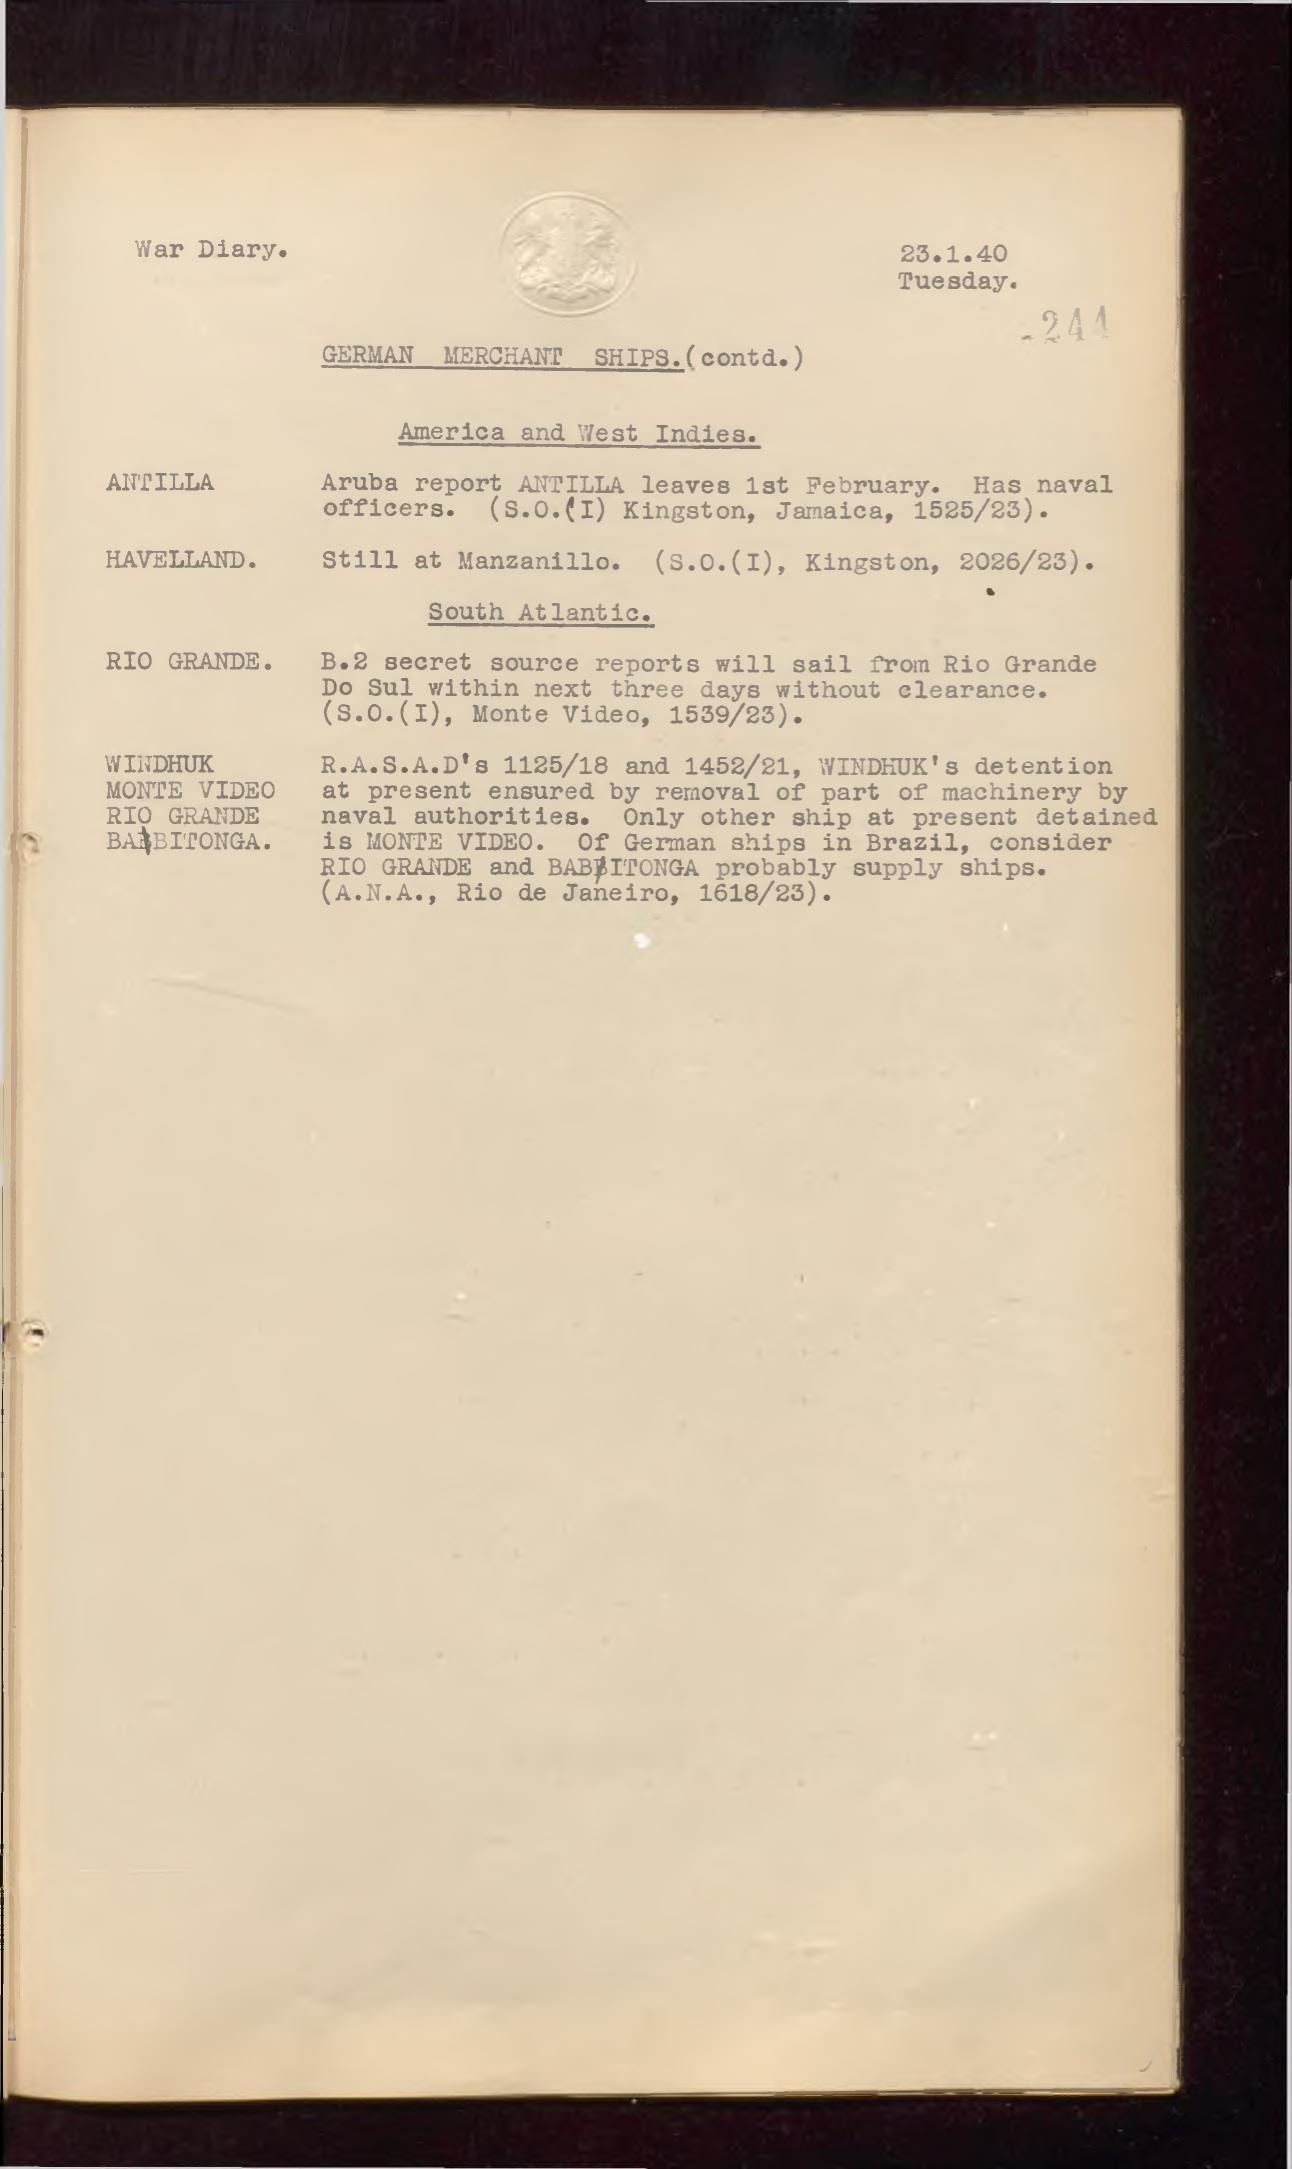 War Diary.
23.1.40
Tuesday.
244
GERMAN MERCHANT SHIPS.(contd.)
America and West Indies.
ANTILLA Aruba report ANTILLA leaves 1st February. Has naval
officers. (S.O.(I) Kingston, Jamaica, 1525/23).
HAVELLAND. Still at Manzanillo. (S.O.(I), Kingston, 2026/23).
South Atlantic.
RIO GRANDE. B.2 secret source reports will sail from Rio Grande
Do Sul within next three days without clearance.
(S.O.(I), Monte Video, 1539/23).
WINDHUK R.A.S.A.D's 1125/18 and 1452/21, WINDHUK's detention
MONTE VIDEO at present ensured by removal of part of machinery by
RIO GRANDE naval authorities. Only other ship at present detained
BABBITONGA. is MONTE VIDEO. Of German ships in Brazil, consider
RIO GRANDE and BABBITONGA probably supply ships.
(A.N.A., Rio de Janeiro, 1618/23).